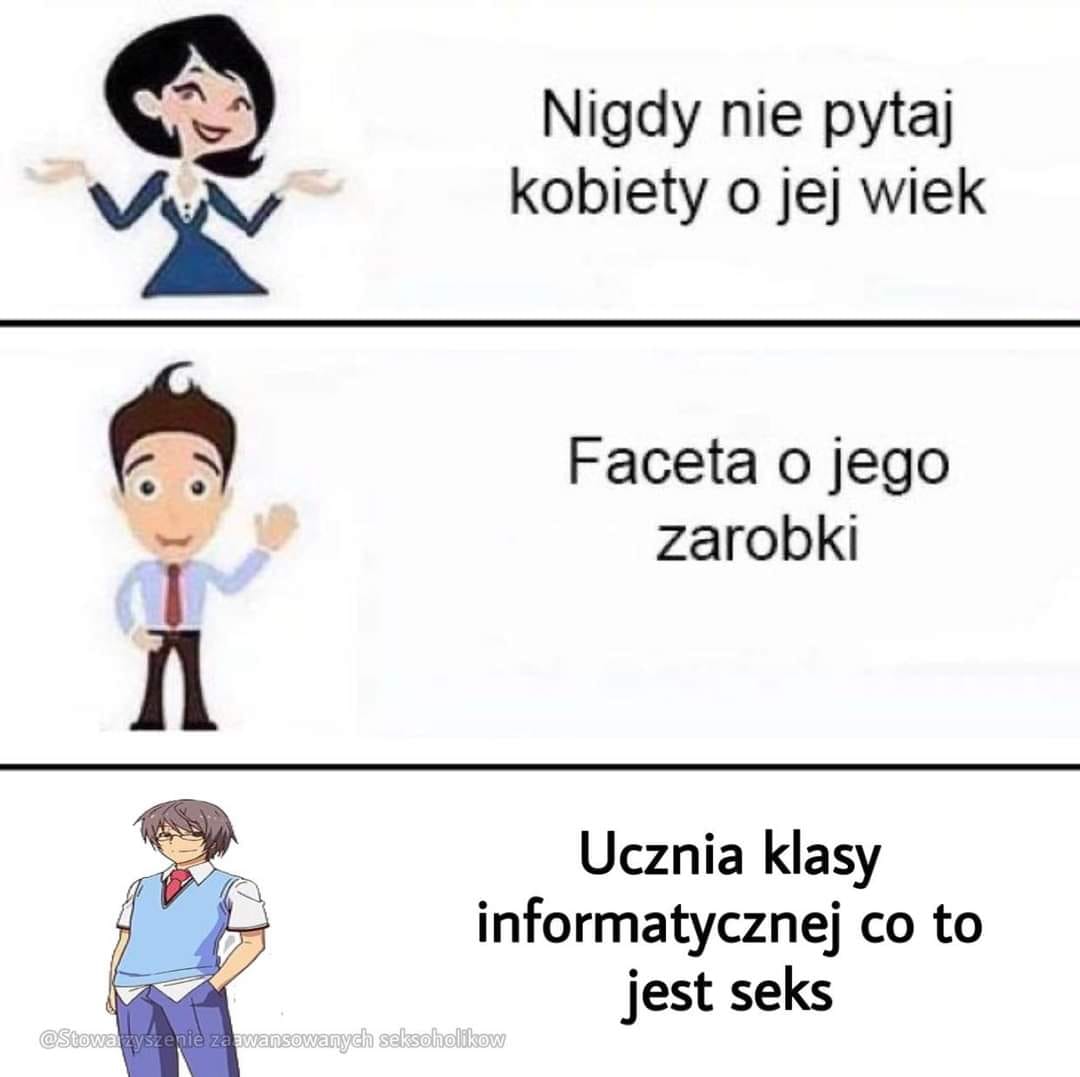 Nigdy nie pytaj
kobiety o jej wiek
Faceta o jego
zarobki
Ucznia klasy
informatycznej co to
jest seks
@Stowarzyszenie zaawansowanych seksoholikow